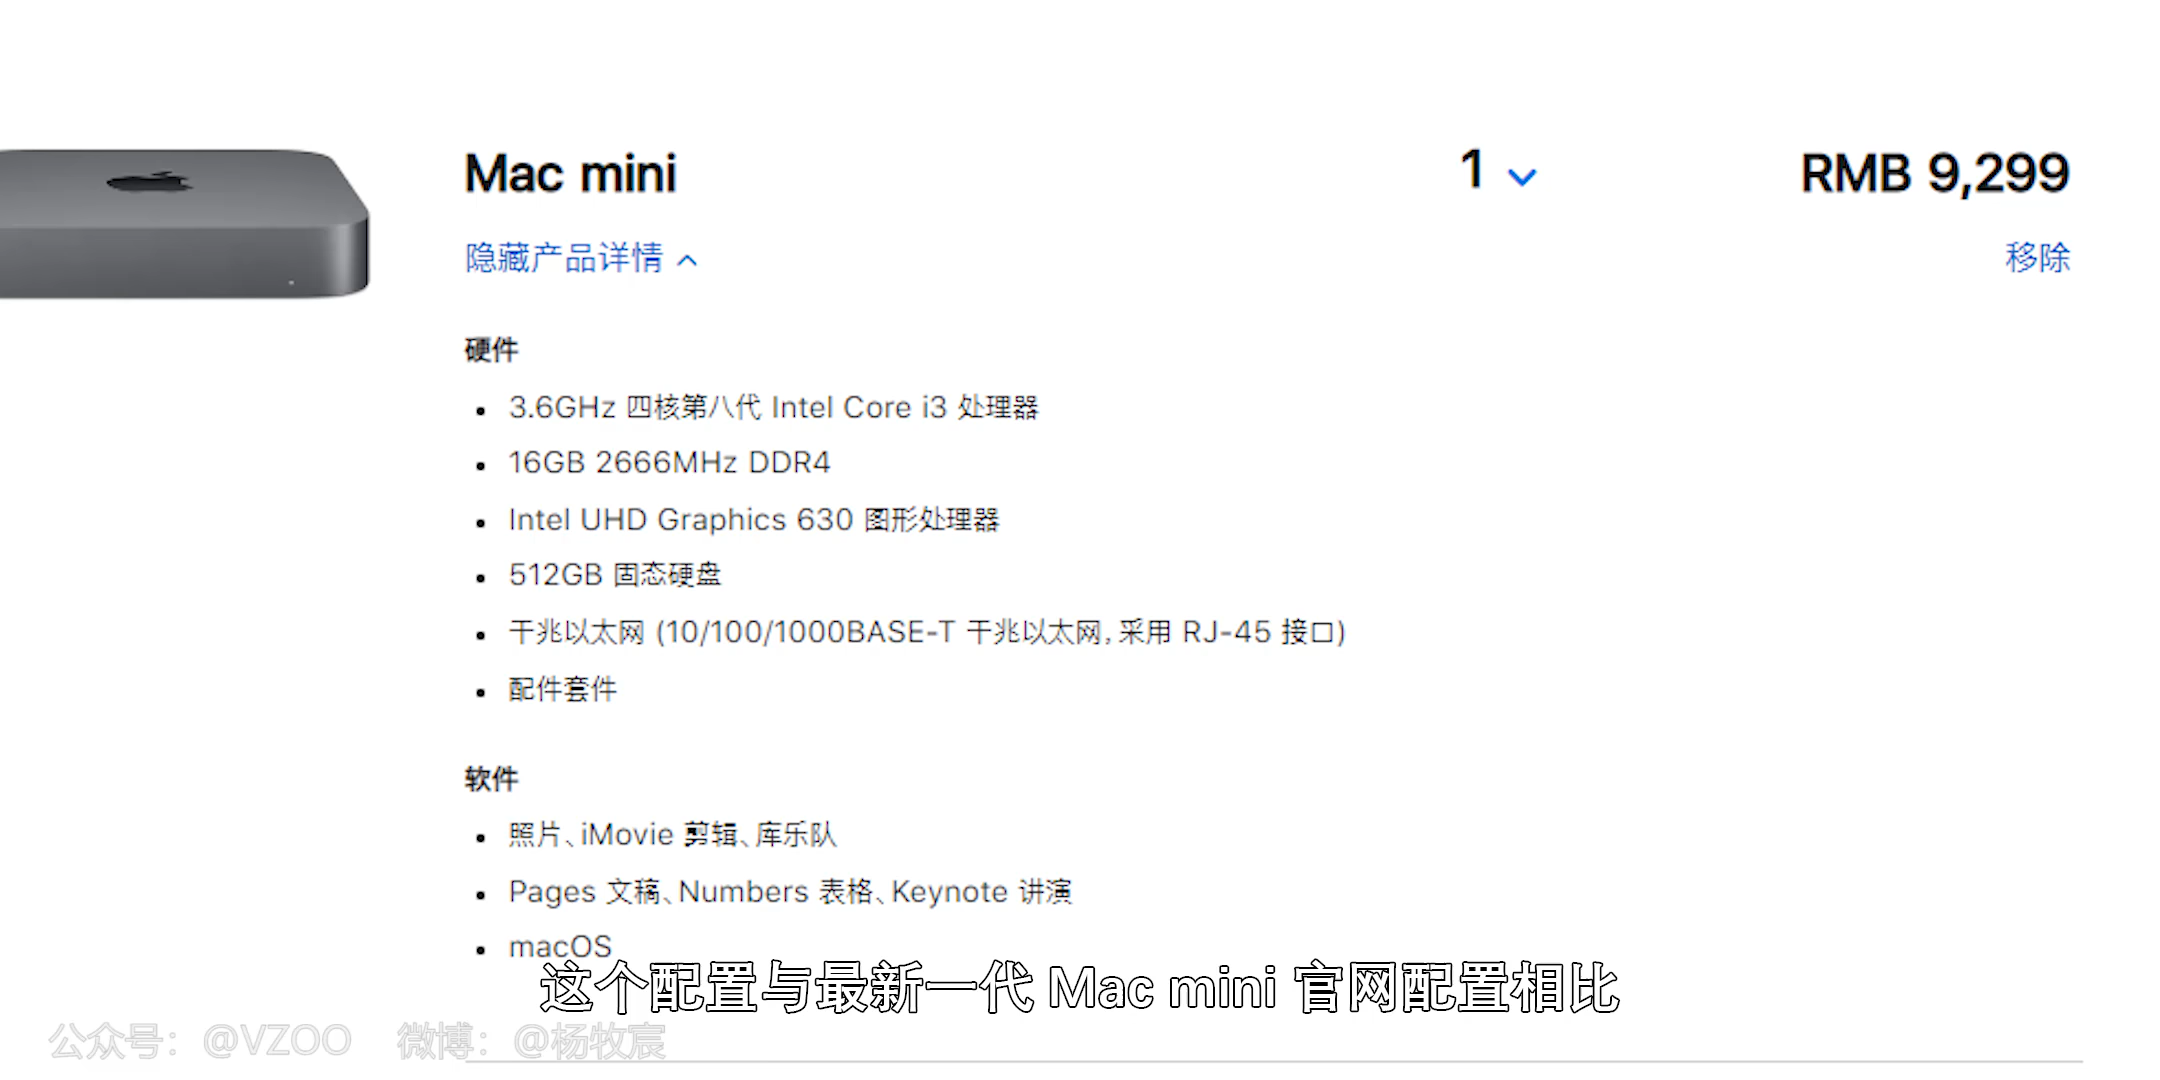 Mac mini
1
RMB 9,299
隐藏产品详情
移除
硬件
3.6GHz 四核第八代 Intel Core i3 处理器
16GB 2666MHz DDR4
Intel UHD Graphics 630 图形处理器
512GB 固态硬盘
千兆以太网 (10/100/1000BASE-T 千兆以太网，采用 RJ-45 接口)
配件套件
软件
照片、iMovie 剪辑、库乐队
Pages 文稿、Numbers 表格、Keynote 讲演
macOS
这个配置与最新一代 Mac mini 官网配置相比
公众号：@VZOO 微博：@杨牧宸